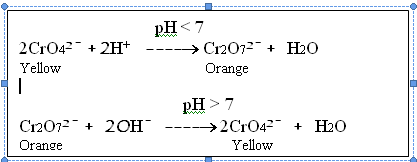 pH < 7
2CrO4²⁻ + 2H⁺ -----→ Cr2O7²⁻ + H2O
Yellow Orange
pH > 7
Cr2O7²⁻ + 2OH⁻ -----→ 2CrO4²⁻ + H2O
Orange Yellow